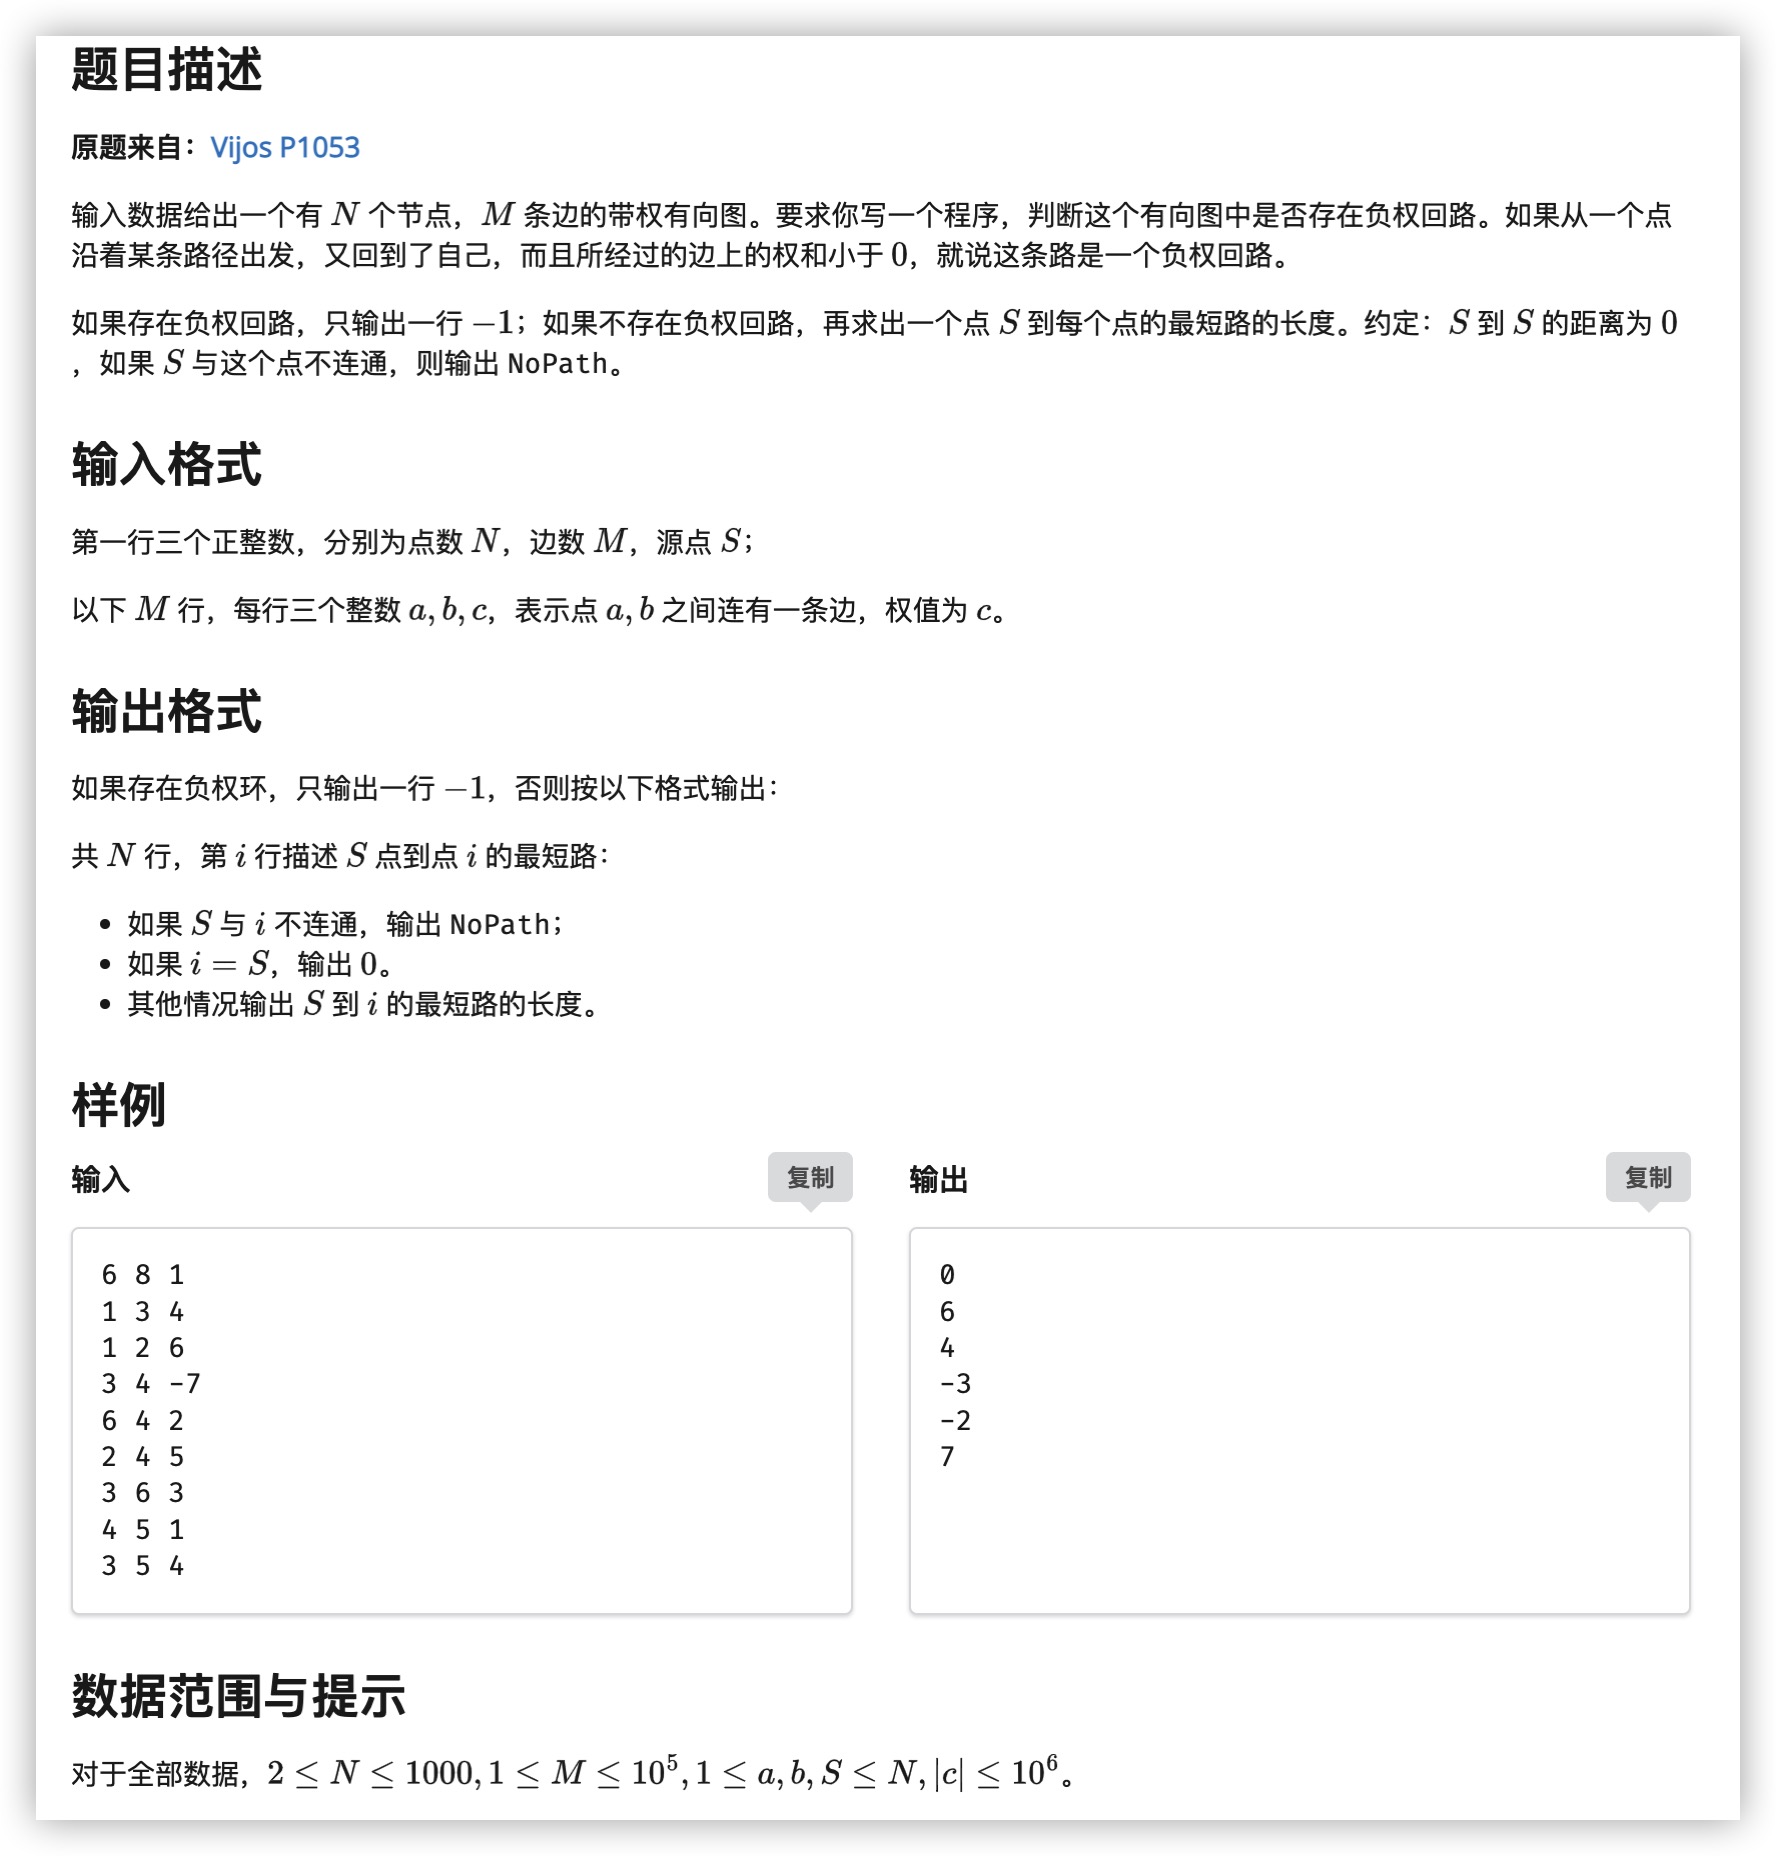 题目描述
原题来自：Vijos P1053
输入数据给出一个有 N 个节点，M 条边的带权有向图。要求你写一个程序，判断这个有向图中是否存在负权回路。如果从一个点
沿着某条路径出发，又回到了自己，而且所经过的边上的权和小于 0，就说这条路是一个负权回路。
如果存在负权回路，只输出一行 −1；如果不存在负权回路，再求出一个点 S 到每个点的最短路的长度。约定：S 到 S 的距离为 0
，如果 S 与这个点不连通，则输出 NoPath。
输入格式
第一行三个正整数，分别为点数 N，边数 M，源点 S；
以下 M 行，每行三个整数 a, b, c，表示点 a, b 之间连有一条边，权值为 c。
输出格式
如果存在负权环，只输出一行 −1，否则按以下格式输出：
共 N 行，第 i 行描述 S 点到点 i 的最短路：
• 如果 S 与 i 不连通，输出 NoPath；
• 如果 i = S，输出 0。
• 其他情况输出 S 到 i 的最短路的长度。
样例
输入 复制
6 8 1
1 3 4
1 2 6
3 4 -7
6 4 2
2 4 5
3 6 3
4 5 1
3 5 4
输出 复制
0
6
4
-3
-2
7
数据范围与提示
对于全部数据，2 ≤ N ≤ 1000, 1 ≤ M ≤ 10⁵, 1 ≤ a, b, S ≤ N, |c| ≤ 10⁶。